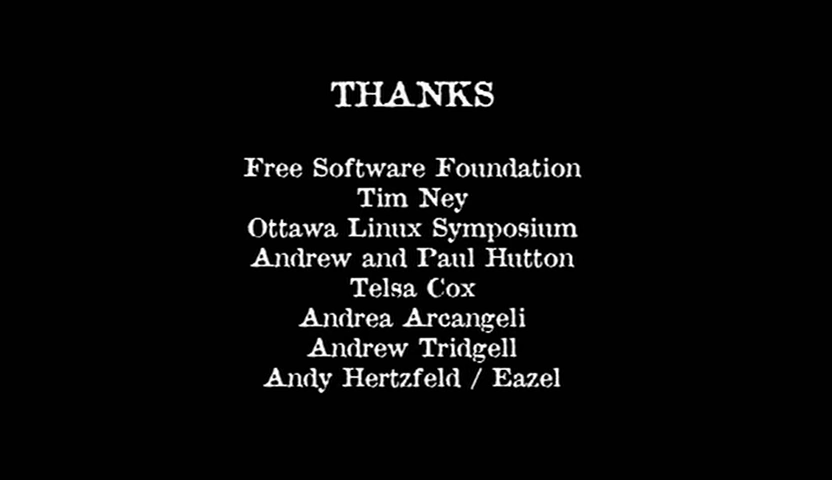 THANKS
Free Software Foundation
Tim Ney
Ottawa Linux Symposium
Andrew and Paul Hutton
Telsa Cox
Andrea Arcangeli
Andrew Tridgell
Andy Hertzfeld / Eazel